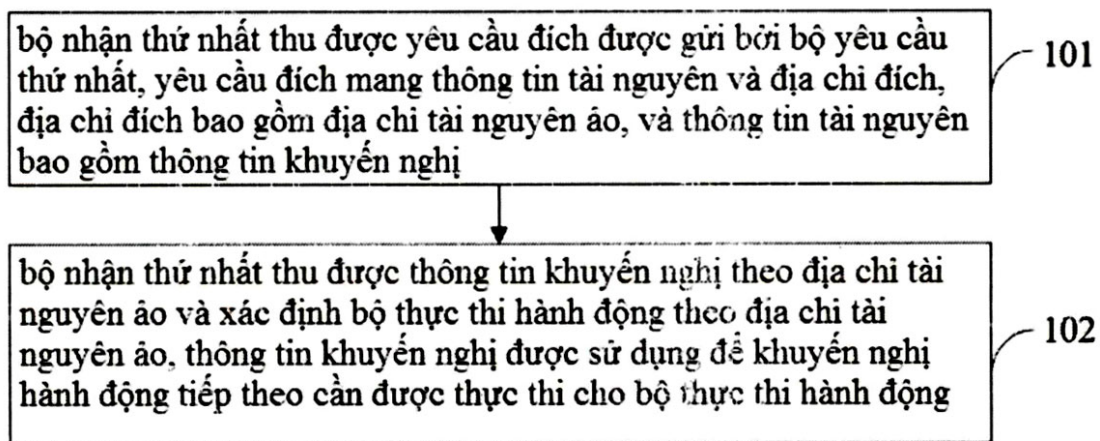 bộ nhận thứ nhất thu được yêu cầu đích được gửi bởi bộ yêu cầu
thứ nhất, yêu cầu đích mang thông tin tài nguyên và địa chỉ đích,
địa chỉ đích bao gồm địa chỉ tài nguyên ảo, và thông tin tài nguyên
bao gồm thông tin khuyến nghị
101
bộ nhận thứ nhất thu được thông tin khuyến nghị theo địa chỉ tài
nguyên ảo và xác định bộ thực thi hành động theo địa chỉ tài
nguyên ảo, thông tin khuyến nghị được sử dụng để khuyến nghị
hành động tiếp theo cần được thực thi cho bộ thực thi hành động
102